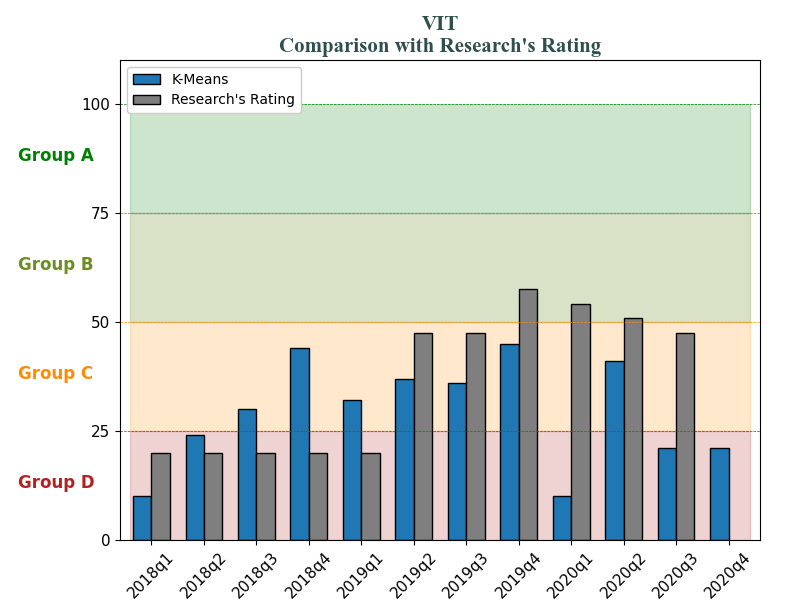 VIT
Comparison with Research's Rating
K-Means
Research's Rating
100
Group A
75
Group B
50
Group C
25
Group D
0
2018q1 2018q2 2018q3 2018q4 2019q1 2019q2 2019q3 2019q4 2020q1 2020q2 2020q3 2020q4